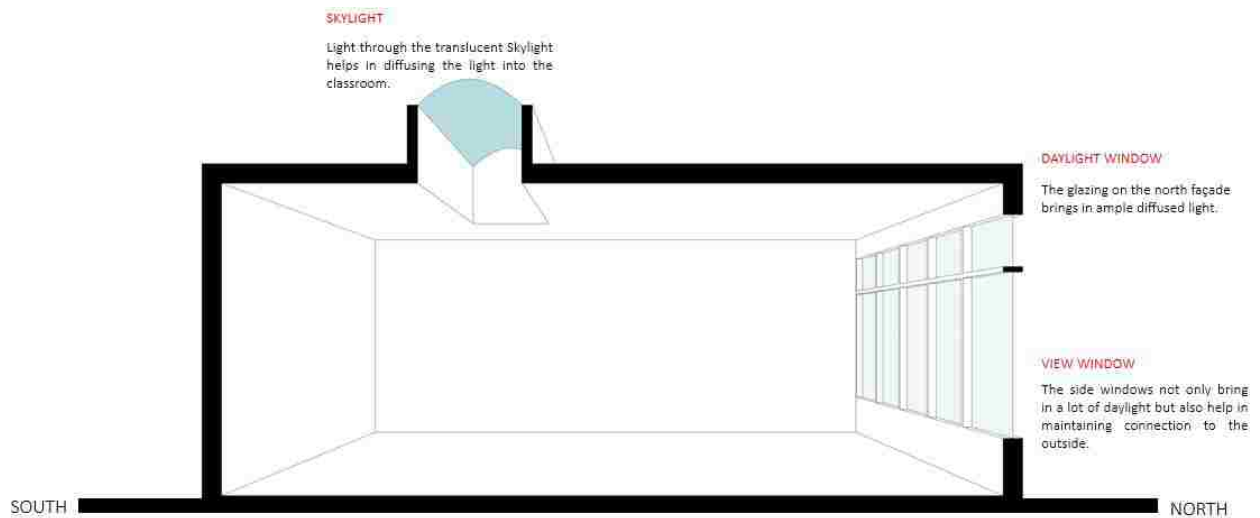 SKYLIGHT
Light through the translucent Skylight
helps in diffusing the light into the
classroom.
DAYLIGHT WINDOW
The glazing on the north façade
brings in ample diffused light.
VIEW WINDOW
The side windows not only bring
in a lot of daylight but also help in
maintaining connection to the
outside.
SOUTH
NORTH